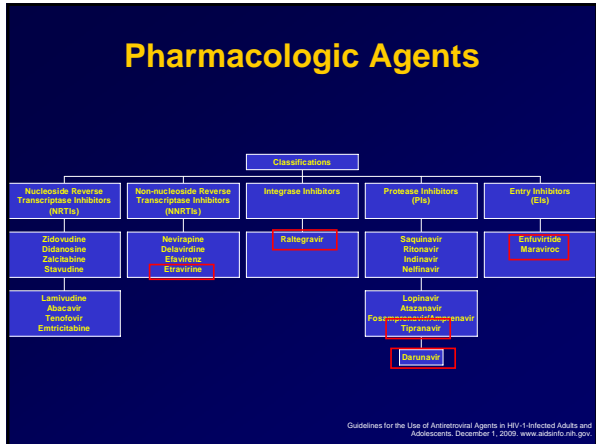 Pharmacologic Agents
Classifications
Nucleoside Reverse
Transcriptase Inhibitors
(NRTIs)
Non-nucleoside Reverse
Transcriptase Inhibitors
(NNRTIs)
Integrase Inhibitors
Protease Inhibitors
(PIs)
Entry Inhibitors
(EIs)
Zidovudine
Didanosine
Zalcitabine
Stavudine
Nevirapine
Delavirdine
Efavirenz
Etravirine
Raltegravir
Saquinavir
Ritonavir
Indinavir
Nelfinavir
Enfuvirtide
Maraviroc
Lamivudine
Abacavir
Tenofovir
Emtricitabine
Lopinavir
Atazanavir
Fosamprenavir/Amprenavir
Tipranavir
Darunavir
Guidelines for the Use of Antiretroviral Agents in HIV-1-Infected Adults and
Adolescents. December 1, 2009. www.aidsinfo.nih.gov.